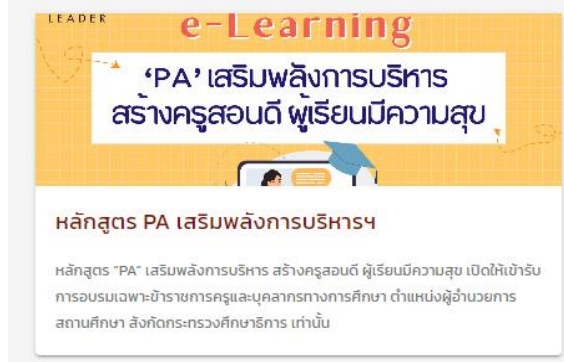 LEADER
e-Learning
‘PA’ เสริมพลังการบริหาร
สร้างครูสอนดี ผู้เรียนมีความสุข
หลักสูตร PA เสริมพลังการบริหารฯ
หลักสูตร “PA” เสริมพลังการบริหาร สร้างครูสอนดี ผู้เรียนมีความสุข เปิดให้เข้ารับ
การอบรมเฉพาะข้าราชการครูและบุคลากรทางการศึกษา ตำแหน่งผู้อำนวยการ
สถานศึกษา สังกัดกระทรวงศึกษาธิการ เท่านั้น